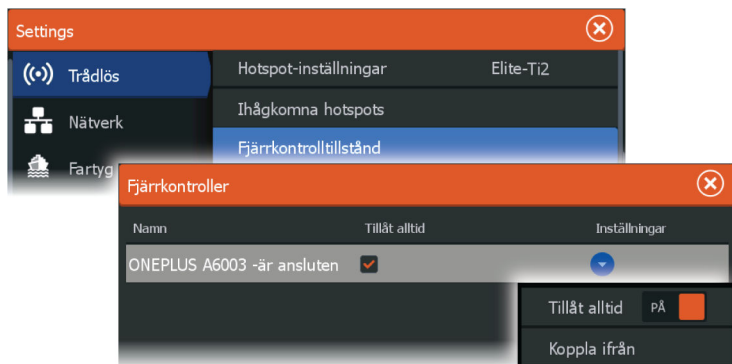 Settings
Trådlös
Hotspot-inställningar Elite-Ti2
Nätverk
Ihågkomna hotspots
Fjärrkontrolltillstånd
Fartyg
Fjärrkontroller
Namn Tillåt alltid Inställningar
ONEPLUS A6003 -är ansluten
Tillåt alltid PÅ
Koppla ifrån